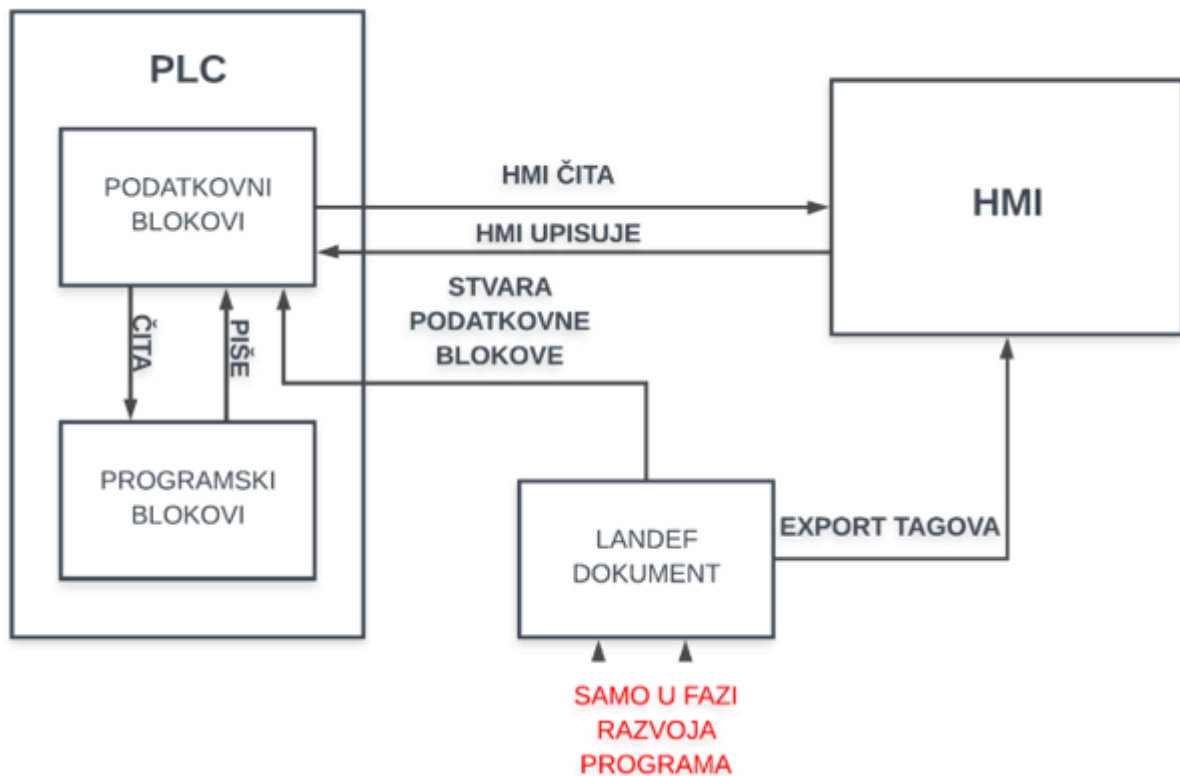 PLC
PODATKOVNI
BLOKOVI
HMI ČITA
HMI
HMI UPISUJE
STVARA
PODATKOVNE
BLOKOVE
ČITA
PIŠE
PROGRAMSKI
BLOKOVI
LANDEF
DOKUMENT
EXPORT TAGOVA
SAMO U FAZI
RAZVOJA
PROGRAMA